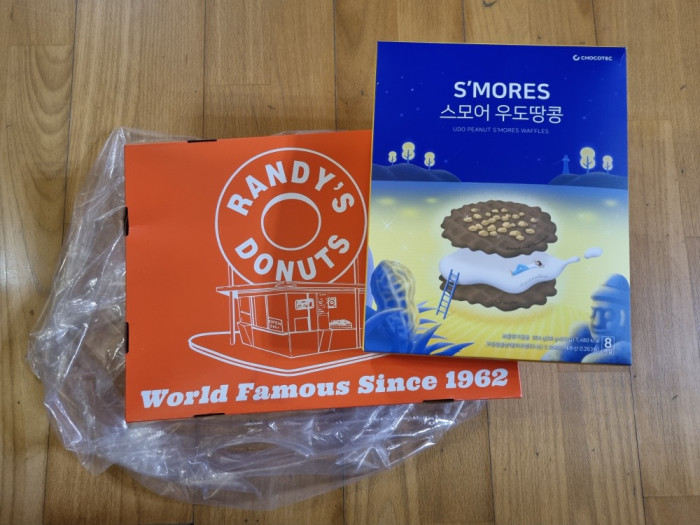 RANDY'S
DONUTS
World Famous Since 1962
CHOCOTEC
S'MORES
스모어 우도땅콩
UDO PEANUT S'MORES WAFFLES
8